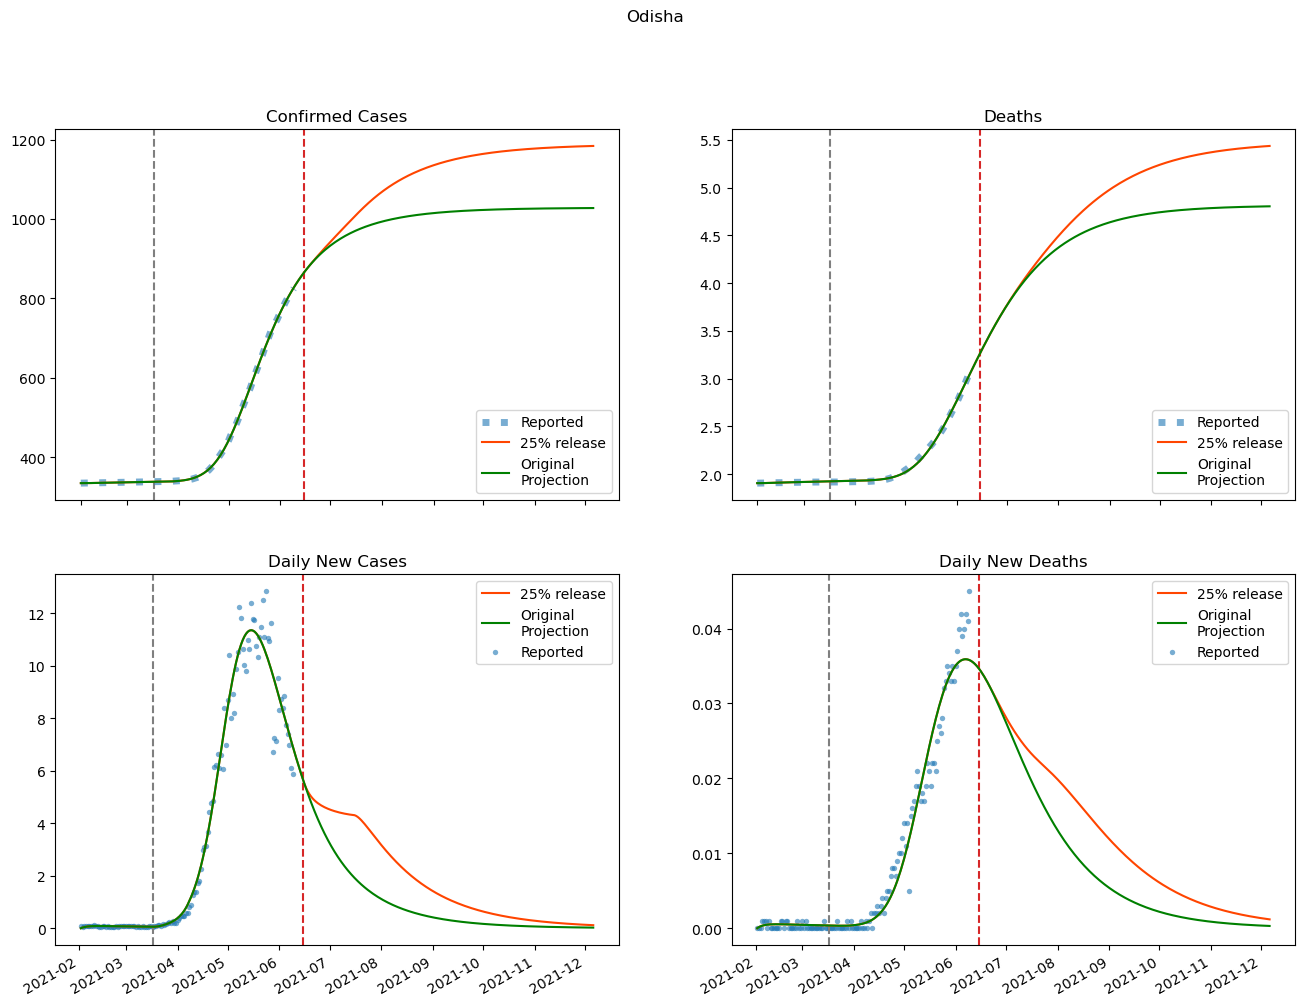 Odisha
Confirmed Cases
1200
1000
800
600
400
Reported
25% release
Original
Projection
Deaths
5.5
5.0
4.5
4.0
3.5
3.0
2.5
2.0
Reported
25% release
Original
Projection
Daily New Cases
12
10
8
6
4
2
0
25% release
Original
Projection
Reported
2021-02
2021-03
2021-04
2021-05
2021-06
2021-07
2021-08
2021-09
2021-10
2021-11
2021-12
Daily New Deaths
0.04
0.03
0.02
0.01
0.00
25% release
Original
Projection
Reported
2021-02
2021-03
2021-04
2021-05
2021-06
2021-07
2021-08
2021-09
2021-10
2021-11
2021-12